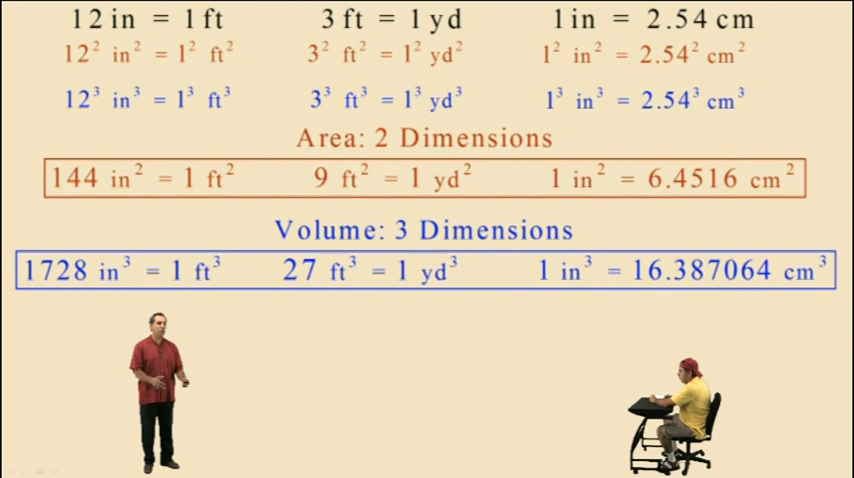 12 in = 1 ft 3 ft = 1 yd 1 in = 2.54 cm
12² in² = 1² ft² 3² ft² = 1² yd² 1² in² = 2.54² cm²
12³ in³ = 1³ ft³ 3³ ft³ = 1³ yd³ 1³ in³ = 2.54³ cm³
Area: 2 Dimensions
144 in² = 1 ft² 9 ft² = 1 yd² 1 in² = 6.4516 cm²
Volume: 3 Dimensions
1728 in³ = 1 ft³ 27 ft³ = 1 yd³ 1 in³ = 16.387064 cm³